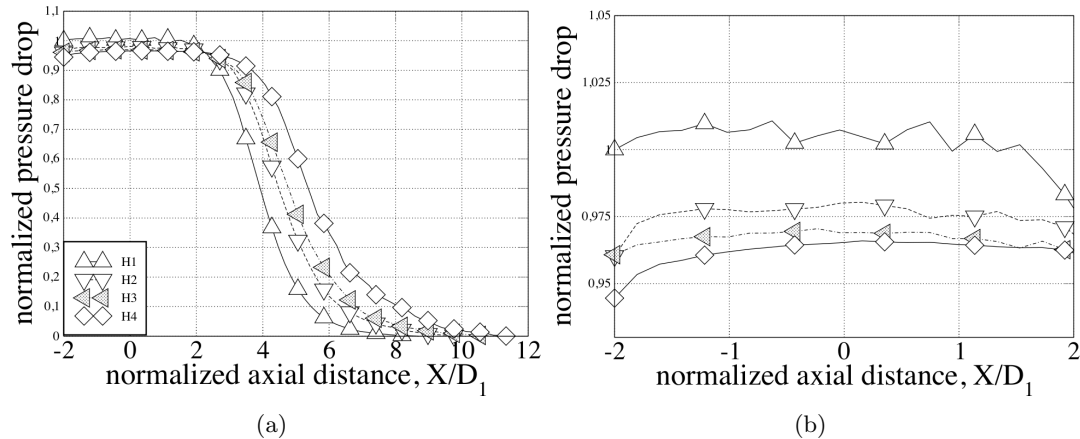 normalized pressure drop
1,1
1
0,9
0,8
0,7
0,6
0,5
0,4
0,3
0,2
0,1
0
H1
H2
H3
H4
-2 0 2 4 6 8 10 12
normalized axial distance, X/D1
(a)
normalized pressure drop
1,05
1,025
1,
0,975
0,95
-2 -1 0 1 2
normalized axial distance, X/D1
(b)